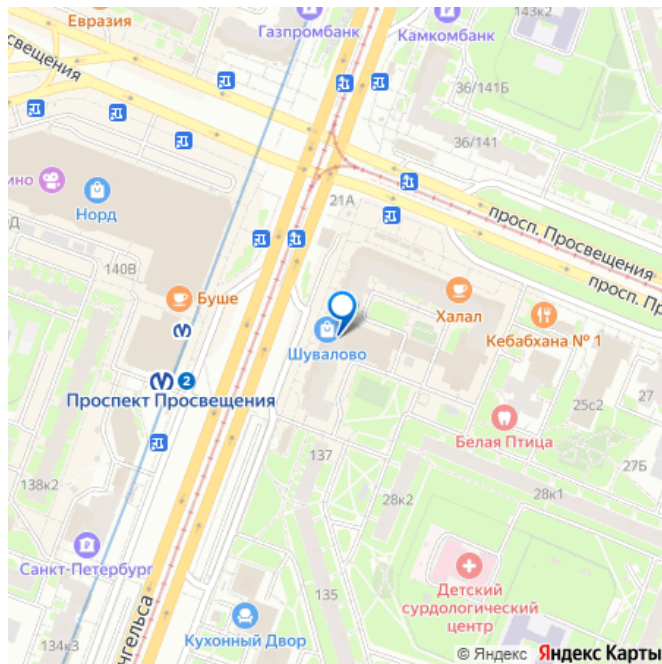 Евразия
Газпромбанк
Камкомбанк
143к2
свещения
36/141Б
36/141
ино
Норд
21А
просп. Просвещения
140В
просп. Пр
Буше
Халал
Кебабхана № 1
Шувалово
2
Проспект Просвещения
27
25с2
Белая Птица
137
27Б
138к2
28к2
28к1
Санкт-Петербург
Детский
сурдологический
центр
135
нгельса
Кухонный Двор
134к3
© Яндекс Яндекс Карты